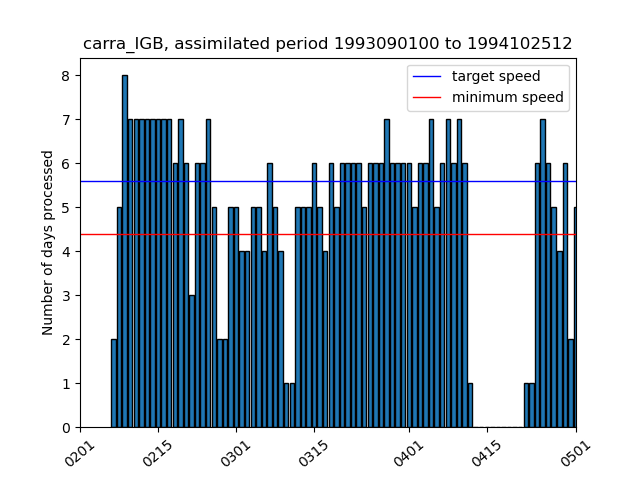 carra_IGB, assimilated period 1993090100 to 1994102512
target speed
minimum speed
Number of days processed
8
7
6
5
4
3
2
1
0
0201 0215 0301 0315 0401 0415 0501